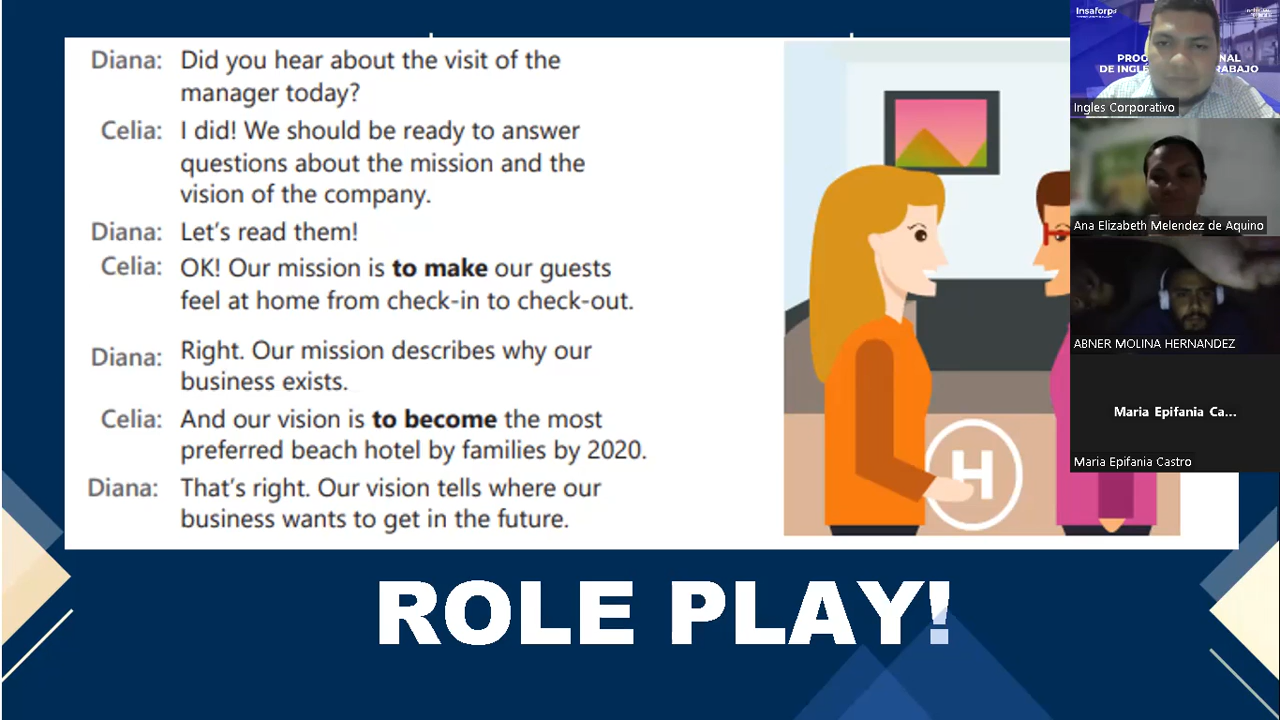 Diana: Did you hear about the visit of the
manager today?
Celia: I did! We should be ready to answer
questions about the mission and the
vision of the company.
Diana: Let's read them!
Celia: OK! Our mission is to make our guests
feel at home from check-in to check-out.
Diana: Right. Our mission describes why our
business exists.
Celia: And our vision is to become the most
preferred beach hotel by families by 2020.
Diana: That's right. Our vision tells where our
business wants to get in the future.
H
ROLE PLAY!
Insaforp
Ingles Corporativo
Ana Elizabeth Melendez de Aquino
ABNER MOLINA HERNANDEZ
Maria Epifania Ca...
Maria Epifania Castro